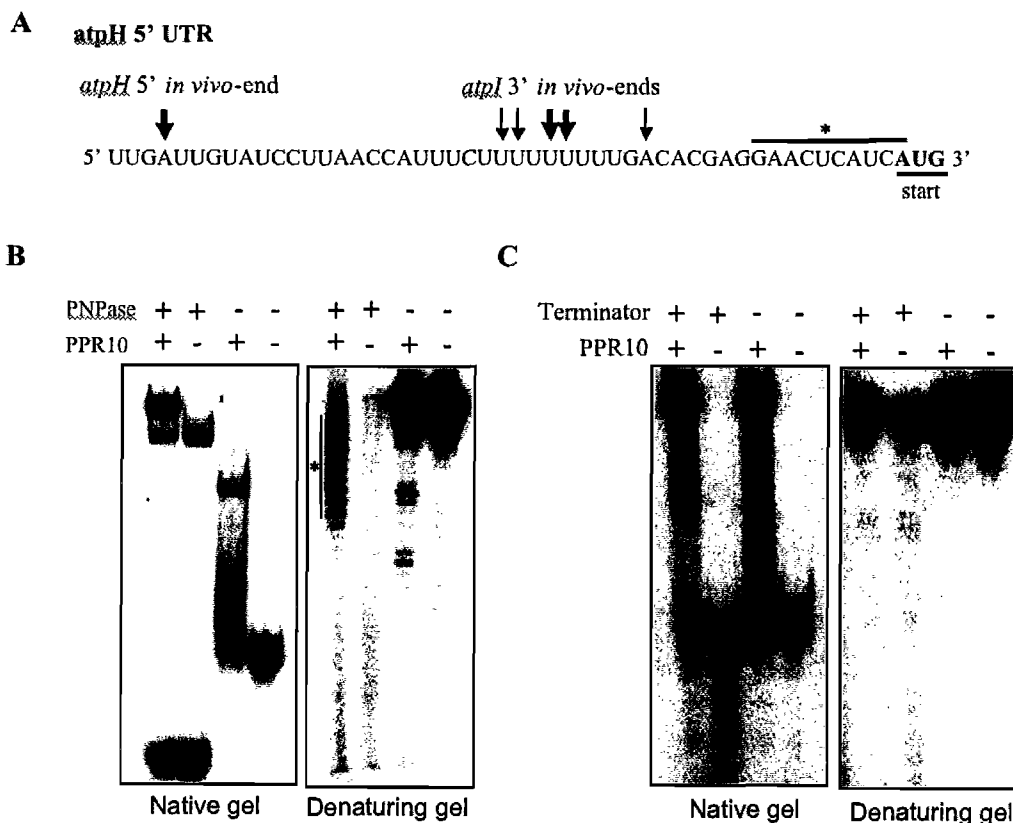 A
atpH 5' UTR
atpH 5' in vivo-end atpI 3' in vivo-ends
*
5' UUGAUUGUAUCCUUAACCAUUUCUUUUUUUUUGACACGAGGAACUCAUCAUG 3'
start
B
PNPase + + - - + + - -
PPR10 + - + - + - + -
*
Native gel Denaturing gel
C
Terminator + + - - + + - -
PPR10 + - + - + - + -
Native gel Denaturing gel